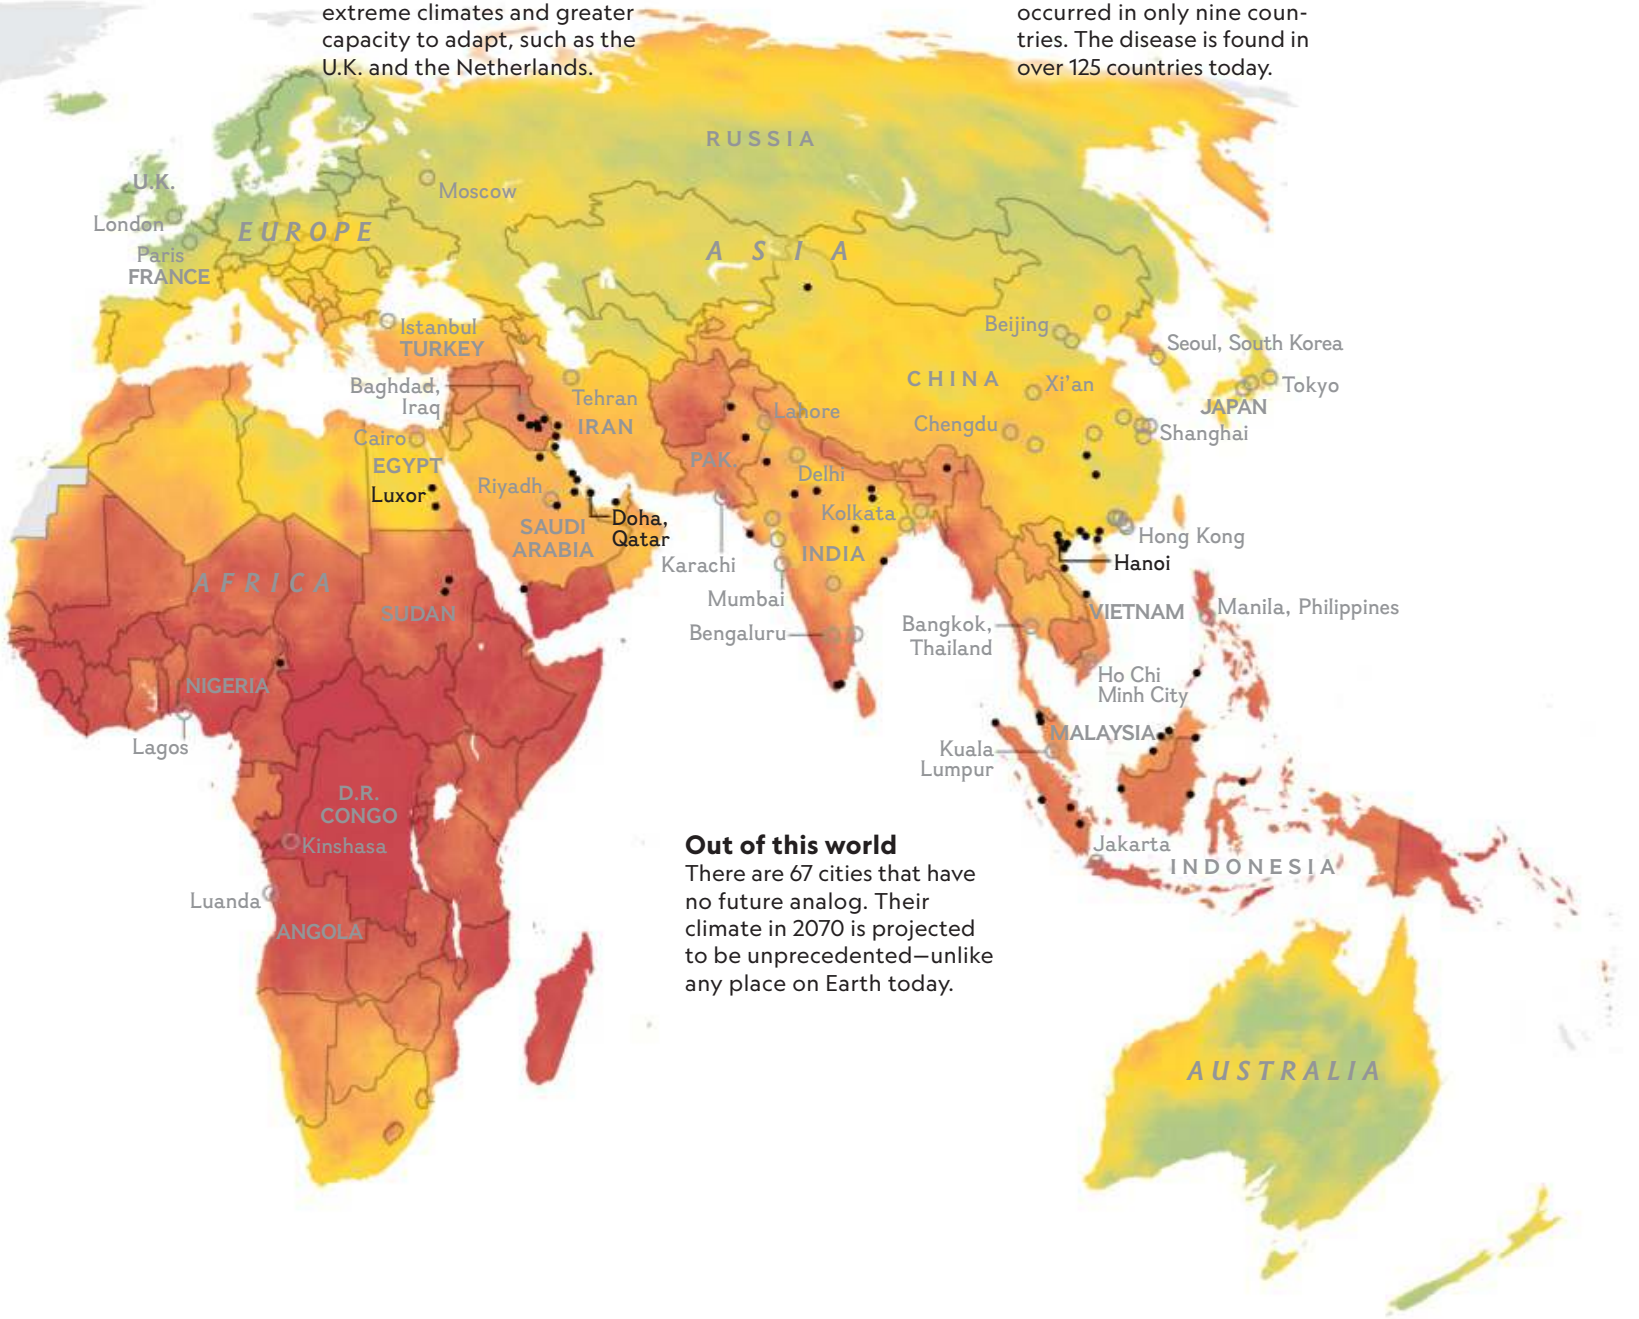 extreme climates and greater
capacity to adapt, such as the
U.K. and the Netherlands.
occurred in only nine coun-
tries. The disease is found in
over 125 countries today.
RUSSIA
U.K.
Moscow
London
EUROPE
ASIA
Paris
FRANCE
Istanbul
TURKEY
Beijing
Seoul, South Korea
Baghdad,
Iraq
Tehran
IRAN
CHINA
Xi’an
Tokyo
JAPAN
Lahore
Chengdu
Shanghai
Cairo
EGYPT
Luxor
PAK.
Delhi
Riyadh
SAUDI
ARABIA
Doha,
Qatar
Kolkata
INDIA
Hong Kong
Hanoi
Karachi
AFRICA
SUDAN
Mumbai
VIETNAM
Manila, Philippines
Bengaluru
Bangkok,
Thailand
Ho Chi
Minh City
NIGERIA
Lagos
MALAYSIA
Kuala
Lumpur
D.R.
CONGO
Kinshasa
Jakarta
INDONESIA
Luanda
ANGOLA
Out of this world
There are 67 cities that have
no future analog. Their
climate in 2070 is projected
to be unprecedented—unlike
any place on Earth today.
AUSTRALIA